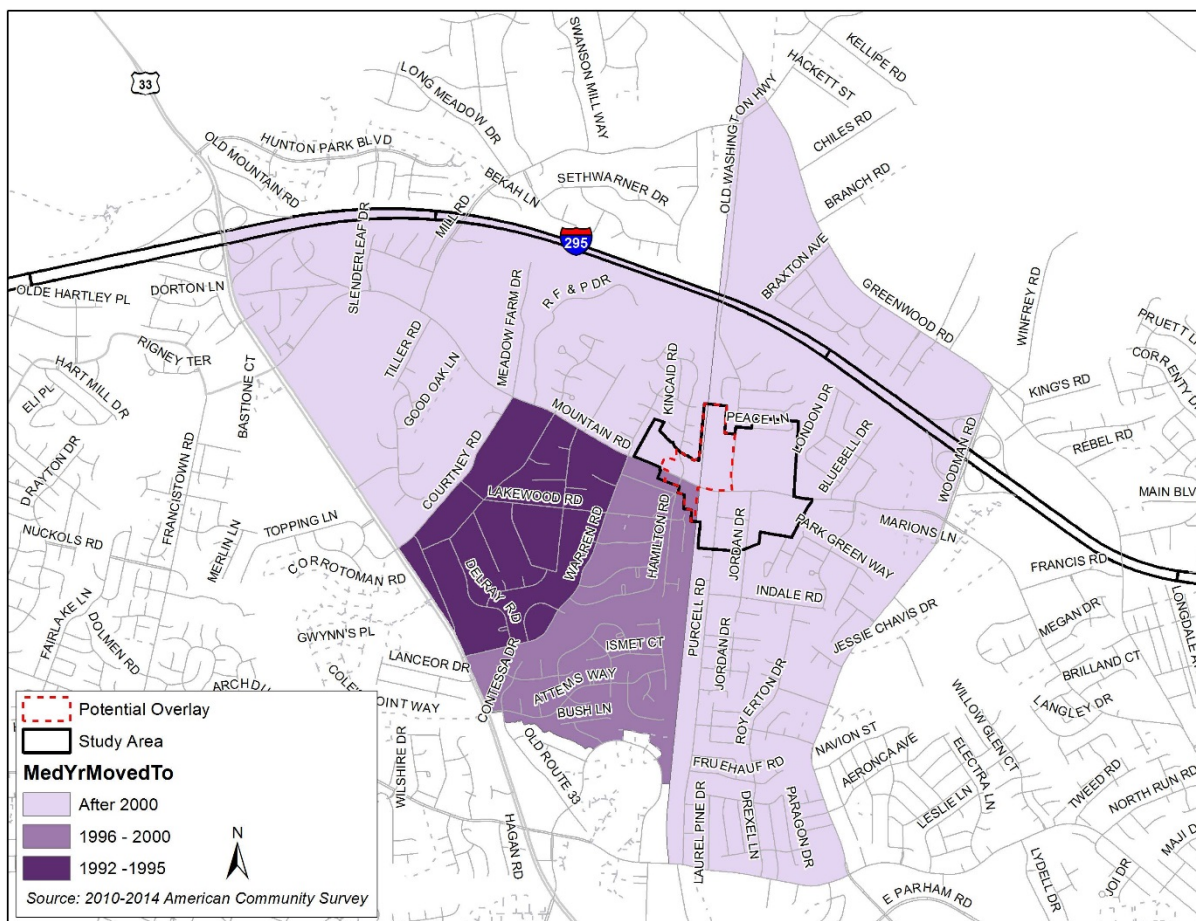 SWANSON MILL WAY
KELLIPE RD
HACKETT ST
33
LONG MEADOW DR
OLD WASHINGTON HWY
CHILES RD
HUNTON PARK BLVD
OLD MOUNTAIN RD
BEKAH LN
SETHWARNER DR
BRANCH RD
MILL RD
SLENDERLEAF DR
295
BRAXTON AVE
OLDE HARTLEY PL
DORTON LN
R F & P DR
GREENWOOD RD
WINFREY RD
MEADOW FARM DR
RIGNEY TER
TILLER RD
HART MILL DR
ELI PL
BASTIONE CT
GOOD OAK LN
KINCAID RD
KING'S RD
PEACE LN
LONDON DR
MOUNTAIN RD
BLUEBELL DR
REBEL RD
WOODMAN RD
COURTNEY RD
FRANCISTOWN RD
LAKEWOOD RD
MAIN BLV
TOPPING LN
WARREN RD
HAMILTON RD
PARK GREEN WAY
MARIONS LN
NUCKOLS RD
MERLIN LN
JORDAN DR
FRANCIS RD
CORROTOMAN RD
DELRAY RD
INDALE RD
MEGAN DR
FAIRLAKE LN
DOLMEN RD
GWYNN'S PL
PURCELL RD
JESSIE CHAVIS DR
ISMET CT
JORDAN DR
LANCEOR DR
CONTESSA DR
BRILLAND CT
ATTEMS WAY
ROYERTON DR
WILLOW GLEN CT
LANGLEY DR
BUSH LN
NAVION ST
OLD ROUTE 33
AERONCA AVE
ELECTRA LN
WILSHIRE DR
FRUEHAUF RD
LESLIE LN
TWEED RD
NORTH RUN RD
LAUREL PINE DR
DREXEL LN
PARAGON DR
HAGAN RD
LYDELL DR
JOI DR
E PARHAM RD
Potential Overlay
Study Area
MedYrMovedTo
After 2000
1996 - 2000
1992 -1995
N
Source: 2010-2014 American Community Survey